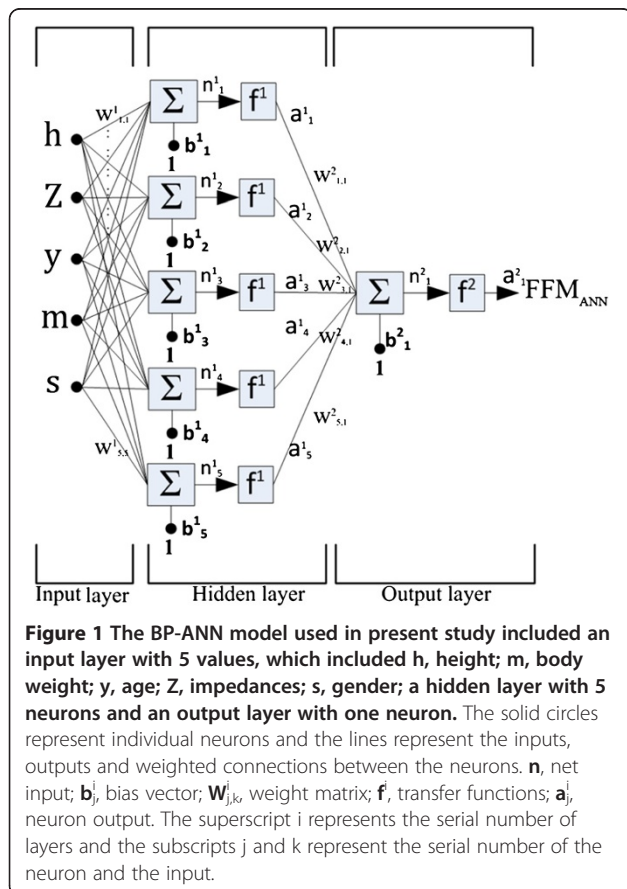 n¹₁
W¹₁,₁
Σ
f¹
a¹₁
h
b¹₁
1
W²₁,₁
Z
n¹₂
Σ
f¹
a¹₂
b¹₂
1
W²₂,₁
y
n¹₃
Σ
f¹
a¹₃
W²₃,₁
n²₁
Σ
f²
a²₁FFM_ANN
m
b¹₃
1
a¹₄
W²₄,₁
b²₁
1
s
n¹₄
Σ
f¹
b¹₄
1
W²₅,₁
W¹₅,₅
n¹₅
Σ
f¹
a¹₅
b¹₅
1
Input layer Hidden layer Output layer
Figure 1 The BP-ANN model used in present study included an
input layer with 5 values, which included h, height; m, body
weight; y, age; Z, impedances; s, gender; a hidden layer with 5
neurons and an output layer with one neuron. The solid circles
represent individual neurons and the lines represent the inputs,
outputs and weighted connections between the neurons. n, net
input; bⁱⱼ, bias vector; Wⁱⱼ,ₖ, weight matrix; fⁱ, transfer functions; aⁱⱼ,
neuron output. The superscript i represents the serial number of
layers and the subscripts j and k represent the serial number of the
neuron and the input.